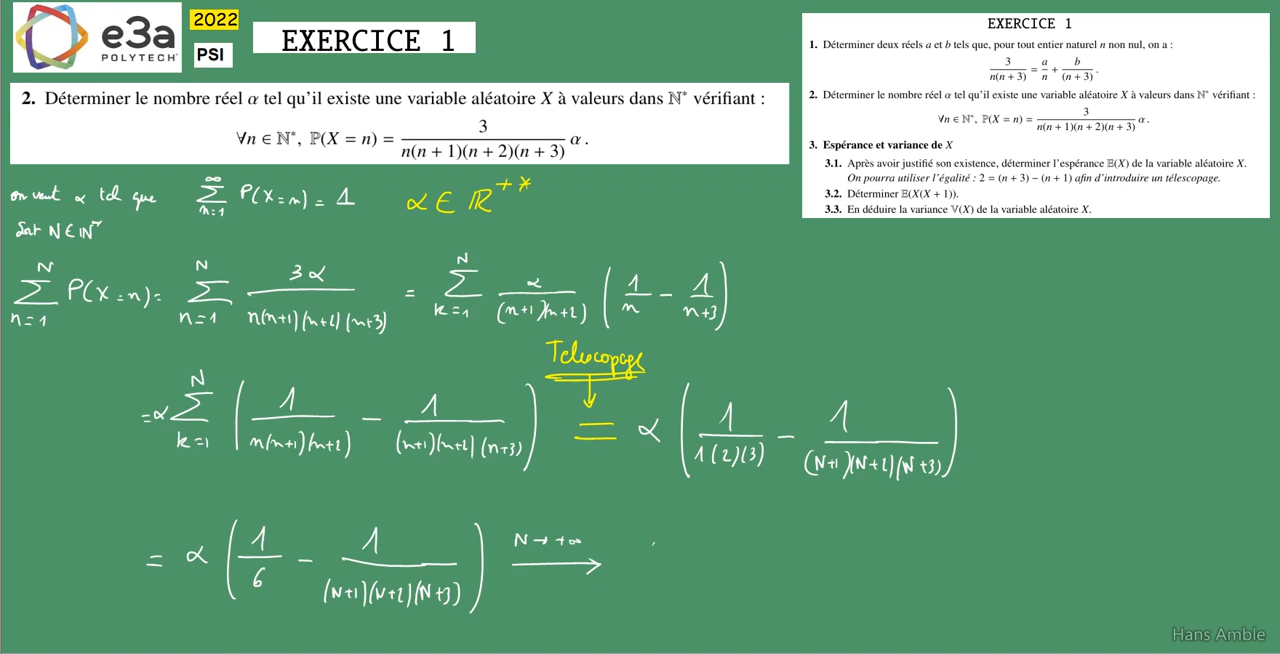 e3a
POLYTECH
2022
PSI
EXERCICE 1
2. Déterminer le nombre réel α tel qu'il existe une variable aléatoire X à valeurs dans ℕ* vérifiant :
∀n ∈ ℕ*, ℙ(X = n) = 3/(n(n + 1)(n + 2)(n + 3)) α .
EXERCICE 1
1. Déterminer deux réels a et b tels que, pour tout entier naturel n non nul, on a :
3/(n(n + 3)) = a/n + b/(n + 3) .
2. Déterminer le nombre réel α tel qu'il existe une variable aléatoire X à valeurs dans ℕ* vérifiant :
∀n ∈ ℕ*, ℙ(X = n) = 3/(n(n + 1)(n + 2)(n + 3)) α .
3. Espérance et variance de X
3.1. Après avoir justifié son existence, déterminer l'espérance 𝔼(X) de la variable aléatoire X.
On pourra utiliser l'égalité : 2 = (n + 3) − (n + 1) afin d'introduire un télescopage.
3.2. Déterminer 𝔼(X(X + 1)).
3.3. En déduire la variance 𝕍(X) de la variable aléatoire X.
on veut α tel que ∑_{n=1}^{∞} P(X=n) = 1 α ∈ ℝ^{+*}
Soit N ∈ ℕ*
∑_{n=1}^{N} P(X=n) = ∑_{n=1}^{N} 3α/(n(n+1)(n+2)(n+3)) = ∑_{k=1}^{N} α/((n+1)(n+2)) (1/n − 1/(n+3))
Telescopage
= α ∑_{k=1}^{N} (1/(n(n+1)(n+2)) − 1/((n+1)(n+2)(n+3))) = α (1/(1(2)(3)) − 1/((N+1)(N+2)(N+3)))
= α (1/6 − 1/((N+1)(N+2)(N+3))) N→+∞ ⟶
Hans Amble